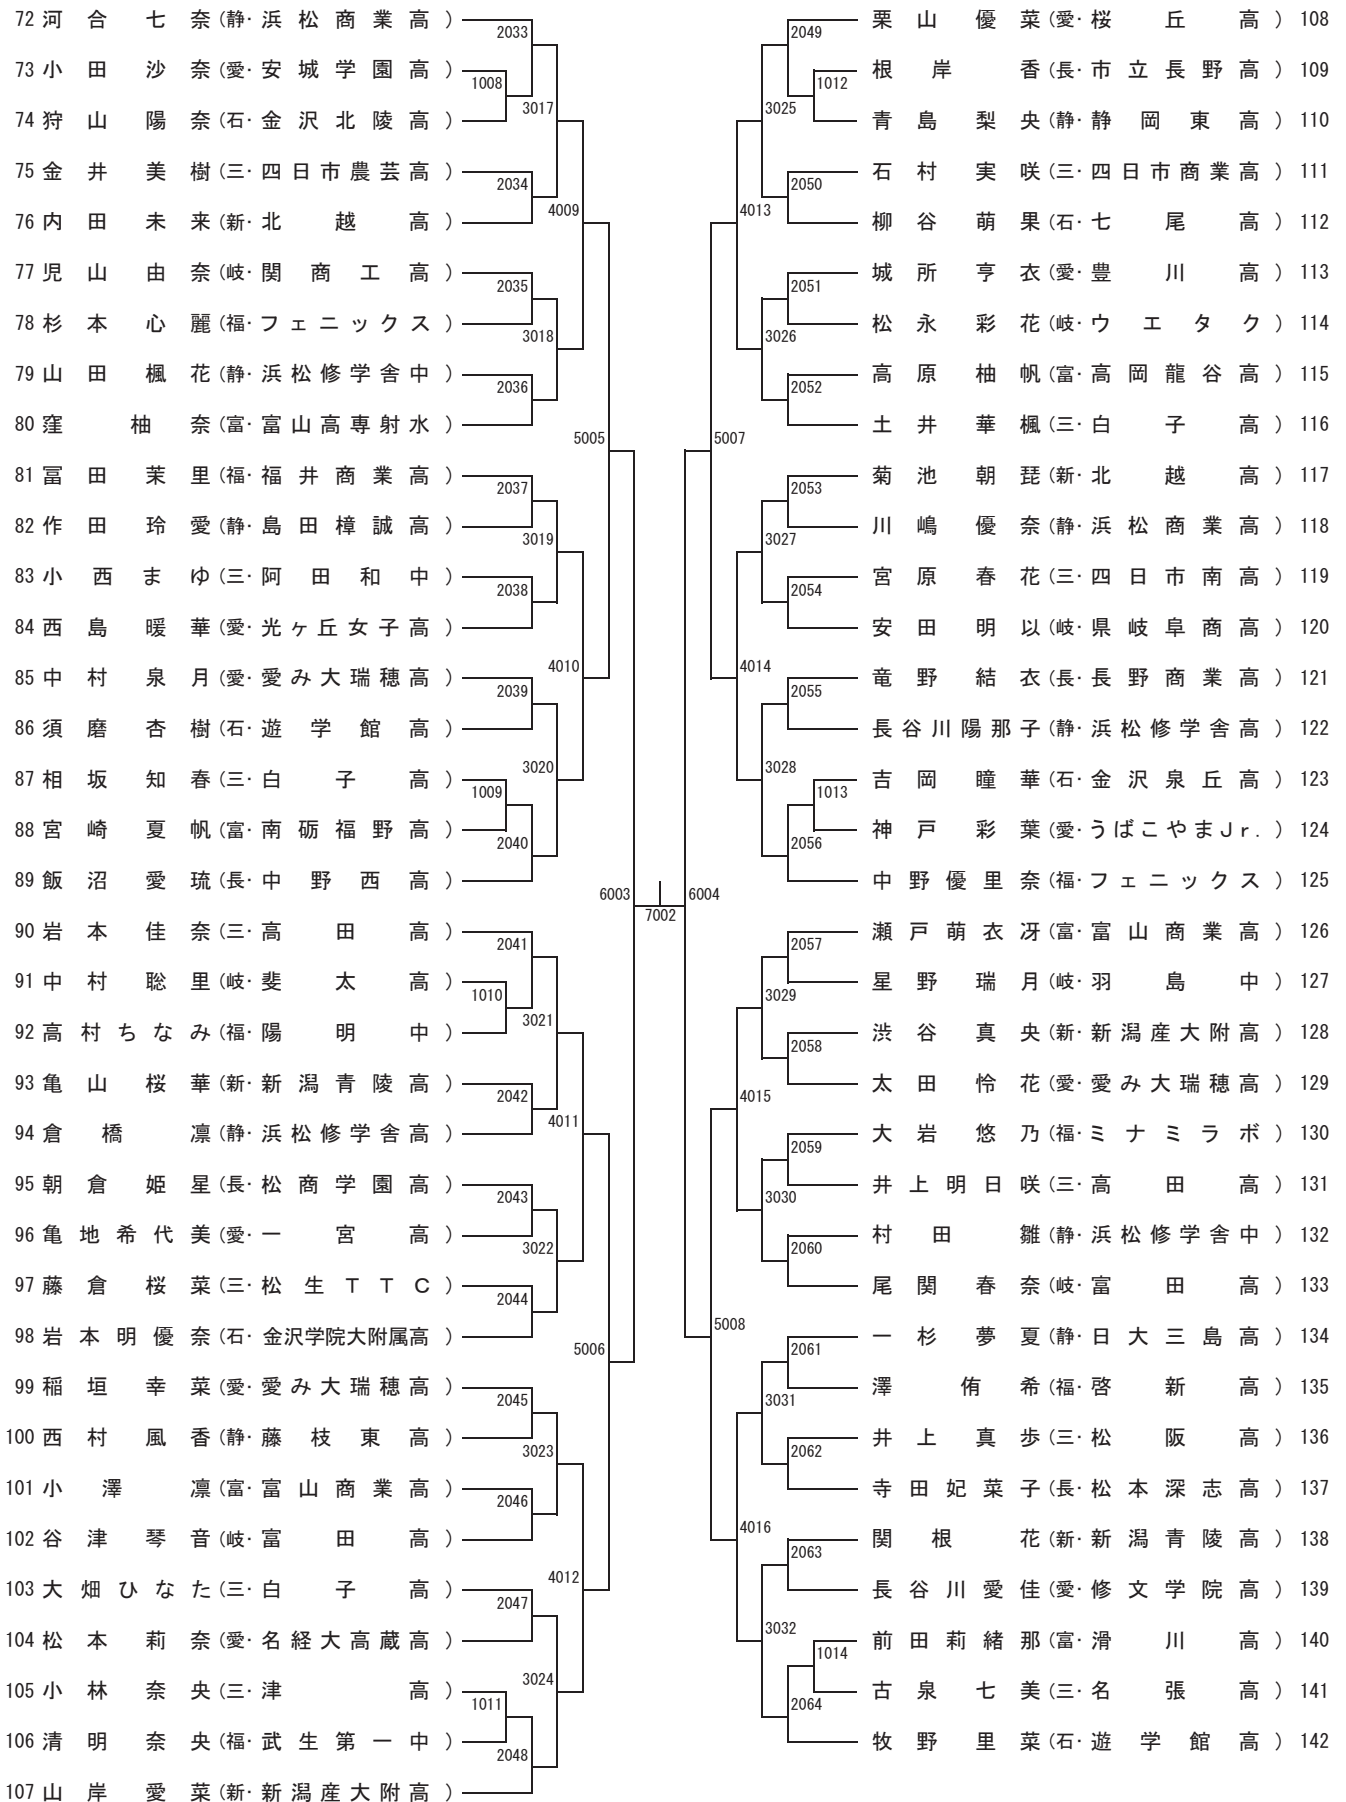 72 河合七奈 (静・浜松商業高)
73 小田沙奈 (愛・安城学園高)
74 狩山陽奈 (石・金沢北陵高)
75 金井美樹 (三・四日市農芸高)
76 内田未来 (新・北越高)
77 児山由奈 (岐・関商工高)
78 杉本心麗 (福・フェニックス)
79 山田楓花 (静・浜松修学舎中)
80 窪柚奈 (富・富山高専射水)
81 冨田茉里 (福・福井商業高)
82 作田玲愛 (静・島田樟誠高)
83 小西まゆ (三・阿田和中)
84 西島暖華 (愛・光ヶ丘女子高)
85 中村泉月 (愛・愛み大瑞穂高)
86 須磨杏樹 (石・遊学館高)
87 相坂知春 (三・白子高)
88 宮崎夏帆 (富・南砺福野高)
89 飯沼愛琉 (長・中野西高)
90 岩本佳奈 (三・高田高)
91 中村聡里 (岐・斐太高)
92 高村ちなみ (福・陽明中)
93 亀山桜華 (新・新潟青陵高)
94 倉橋凛 (静・浜松修学舎高)
95 朝倉姫星 (長・松商学園高)
96 亀地希代美 (愛・一宮高)
97 藤倉桜菜 (三・松生TTC)
98 岩本明優奈 (石・金沢学院大附属高)
99 稲垣幸菜 (愛・愛み大瑞穂高)
100 西村風香 (静・藤枝東高)
101 小澤凛 (富・富山商業高)
102 谷津琴音 (岐・富田高)
103 大畑ひなた (三・白子高)
104 松本莉奈 (愛・名経大高蔵高)
105 小林奈央 (三・津高)
106 清明奈央 (福・武生第一中)
107 山岸愛菜 (新・新潟産大附高)
2033
1008
3017
2034
4009
2035
3018
2036
5005
2037
3019
2038
4010
2039
3020
1009
2040
6003
2041
1010
3021
2042
4011
2043
3022
2044
5006
2045
3023
2046
4012
2047
3024
1011
2048
7002
2049
1012
3025
2050
4013
2051
3026
2052
5007
2053
3027
2054
4014
2055
3028
1013
2056
6004
2057
3029
2058
4015
2059
3030
2060
5008
2061
3031
2062
4016
2063
3032
1014
2064
栗山優菜 (愛・桜丘高) 108
根岸香 (長・市立長野高) 109
青島梨央 (静・静岡東高) 110
石村実咲 (三・四日市商業高) 111
柳谷萌果 (石・七尾高) 112
城所亨衣 (愛・豊川高) 113
松永彩花 (岐・ウエタク) 114
高原柚帆 (富・高岡龍谷高) 115
土井華楓 (三・白子高) 116
菊池朝琵 (新・北越高) 117
川嶋優奈 (静・浜松商業高) 118
宮原春花 (三・四日市南高) 119
安田明以 (岐・県岐阜商高) 120
竜野結衣 (長・長野商業高) 121
長谷川陽那子 (静・浜松修学舎高) 122
吉岡瞳華 (石・金沢泉丘高) 123
神戸彩葉 (愛・うばこやまJr.) 124
中野優里奈 (福・フェニックス) 125
瀬戸萌衣冴 (富・富山商業高) 126
星野瑞月 (岐・羽島中) 127
渋谷真央 (新・新潟産大附高) 128
太田怜花 (愛・愛み大瑞穂高) 129
大岩悠乃 (福・ミナミラボ) 130
井上明日咲 (三・高田高) 131
村田雛 (静・浜松修学舎中) 132
尾関春奈 (岐・富田高) 133
一杉夢夏 (静・日大三島高) 134
澤侑希 (福・啓新高) 135
井上真歩 (三・松阪高) 136
寺田妃菜子 (長・松本深志高) 137
関根花 (新・新潟青陵高) 138
長谷川愛佳 (愛・修文学院高) 139
前田莉緒那 (富・滑川高) 140
古泉七美 (三・名張高) 141
牧野里菜 (石・遊学館高) 142